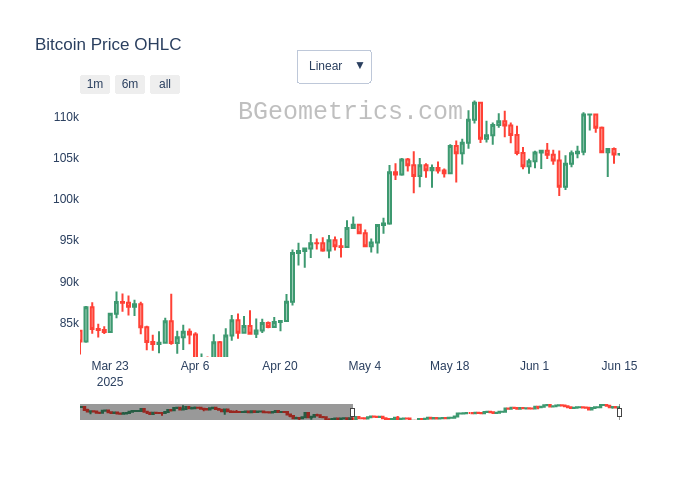 Bitcoin Price OHLC
Linear ▼
1m 6m all
BGeometrics.com
110k
105k
100k
95k
90k
85k
Mar 23 Apr 6 Apr 20 May 4 May 18 Jun 1 Jun 15
2025